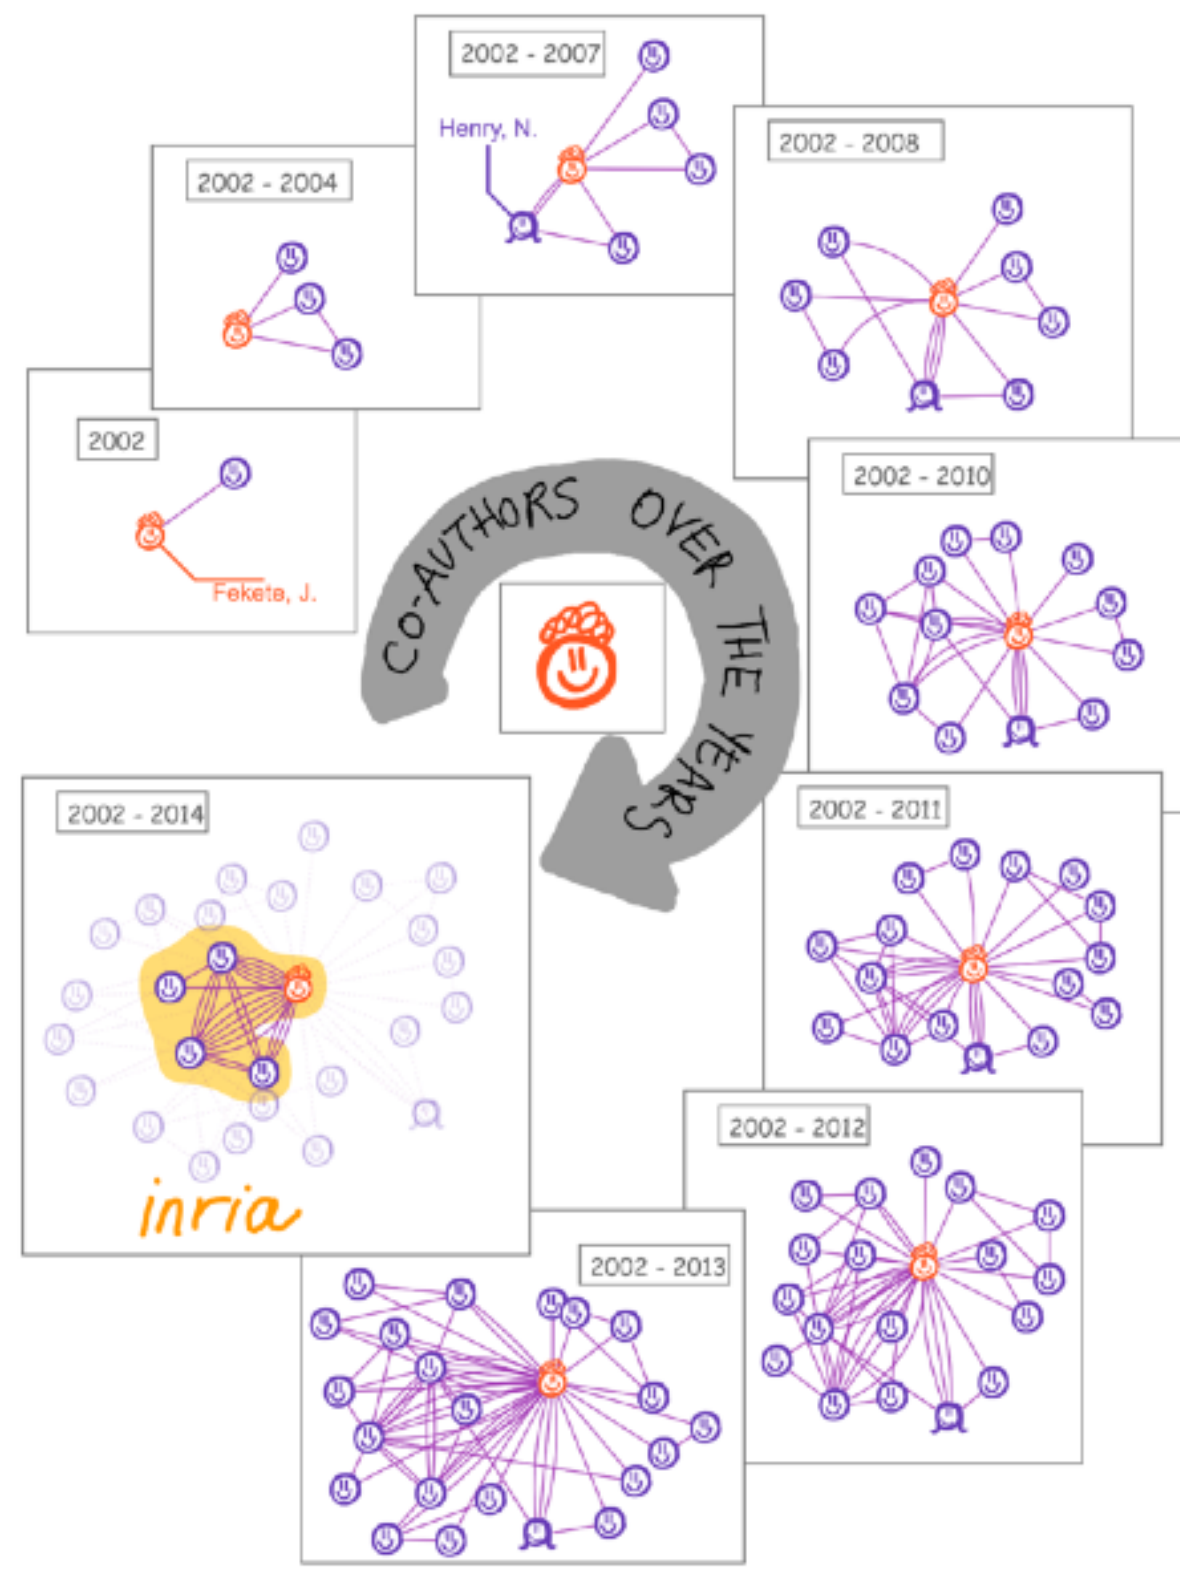 2002
Fekete, J.
2002 - 2004
2002 - 2007
Henry, N.
2002 - 2008
2002 - 2010
2002 - 2011
2002 - 2012
2002 - 2013
2002 - 2014
inria
CO-AUTHORS OVER THE YEARS